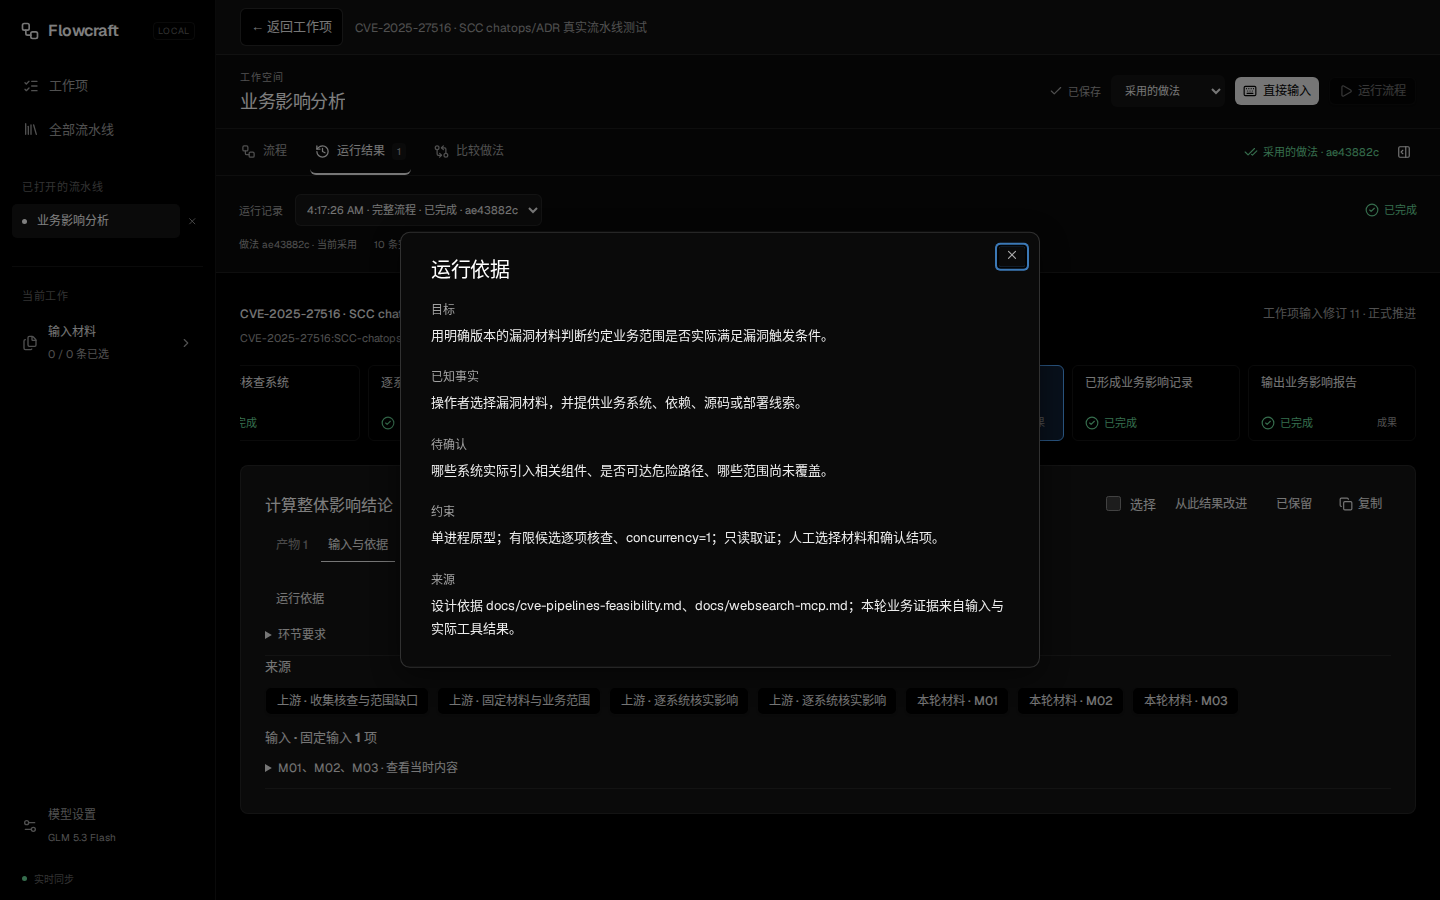 Flowcraft
LOCAL
工作项
全部流水线
已打开的流水线
业务影响分析
当前工作
输入材料
0 / 0 条已选
模型设置
GLM 5.3 Flash
实时同步
← 返回工作项
CVE-2025-27516 · SCC chatops/ADR 真实流水线测试
工作空间
业务影响分析
已保存
采用的做法
直接输入
运行流程
流程
运行结果 1
比较做法
采用的做法 · ae43882c
运行记录
4:17:26 AM · 完整流程 · 已完成 · ae43882c
已完成
做法 ae43882c · 当前采用
10 条
CVE-2025-27516 · SCC chat
工作项输入修订 11 · 正式推进
CVE-2025-27516:SCC-chatops
核查系统
完成
逐系
已形成业务影响记录
已完成
输出业务影响报告
已完成
成果
运行依据
目标
用明确版本的漏洞材料判断约定业务范围是否实际满足漏洞触发条件。
已知事实
操作者选择漏洞材料，并提供业务系统、依赖、源码或部署线索。
待确认
哪些系统实际引入相关组件、是否可达危险路径、哪些范围尚未覆盖。
约束
单进程原型；有限候选逐项核查、concurrency=1；只读取证；人工选择材料和确认结项。
来源
设计依据 docs/cve-pipelines-feasibility.md、docs/websearch-mcp.md；本轮业务证据来自输入与
实际工具结果。
计算整体影响结论
选择
从此结果改进
已保留
复制
产物 1
输入与依据
运行依据
环节要求
来源
上游 · 收集核查与范围缺口
上游 · 固定材料与业务范围
上游 · 逐系统核实影响
上游 · 逐系统核实影响
本轮材料 · M01
本轮材料 · M02
本轮材料 · M03
输入 · 固定输入 1 项
M01、M02、M03 · 查看当时内容